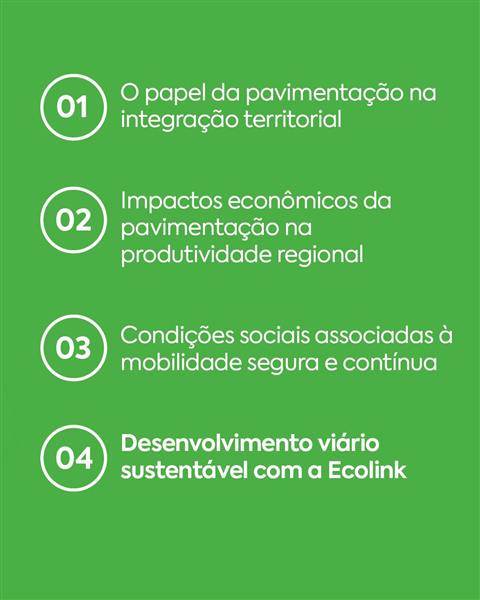 01
O papel da pavimentação na
integração territorial
02
Impactos econômicos da
pavimentação na
produtividade regional
03
Condições sociais associadas à
mobilidade segura e contínua
04
Desenvolvimento viário
sustentável com a Ecolink